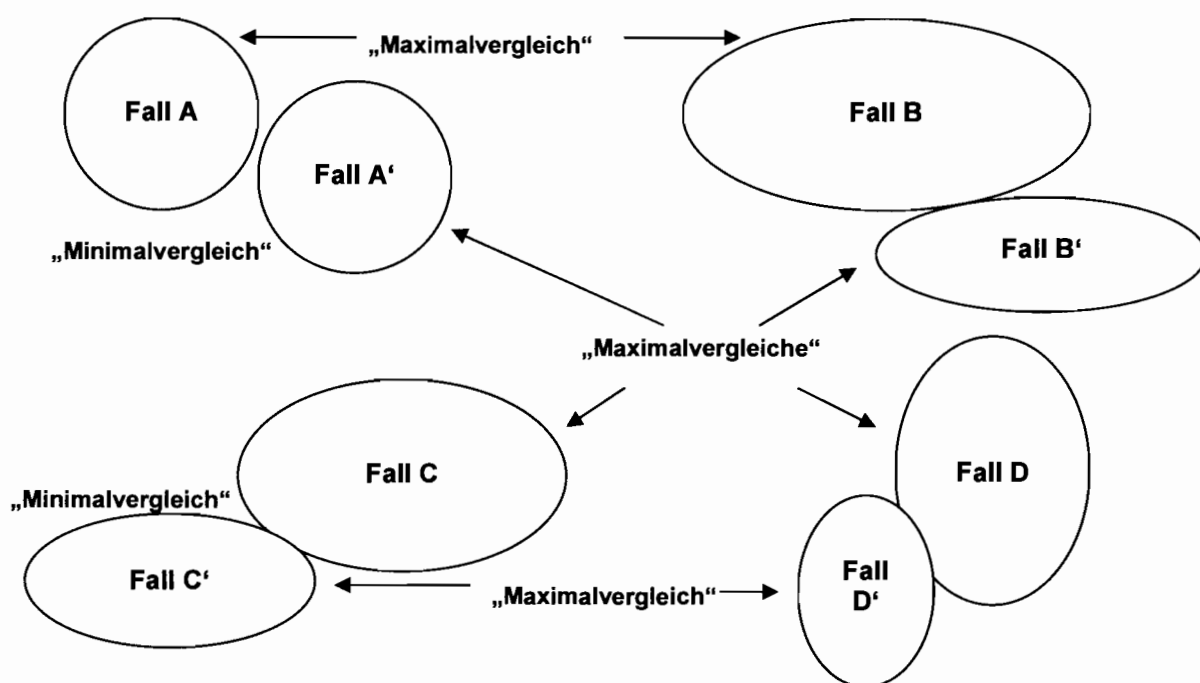 „Maximalvergleich“
Fall A
Fall B
Fall A‘
„Minimalvergleich“
Fall B‘
„Maximalvergleiche“
Fall C
Fall D
„Minimalvergleich“
Fall C‘
Fall
D‘
„Maximalvergleich“